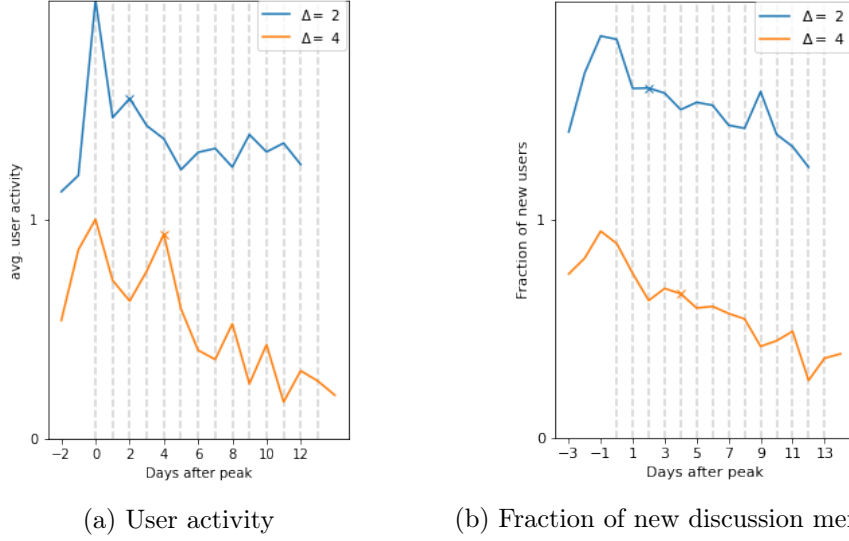 Δ = 2
Δ = 4
avg. user activity
1
0
−2 0 2 4 6 8 10 12
Days after peak
(a) User activity
Δ = 2
Δ = 4
Fraction of new users
1
0
−3 −1 1 3 5 7 9 11 13
Days after peak
(b) Fraction of new discussion